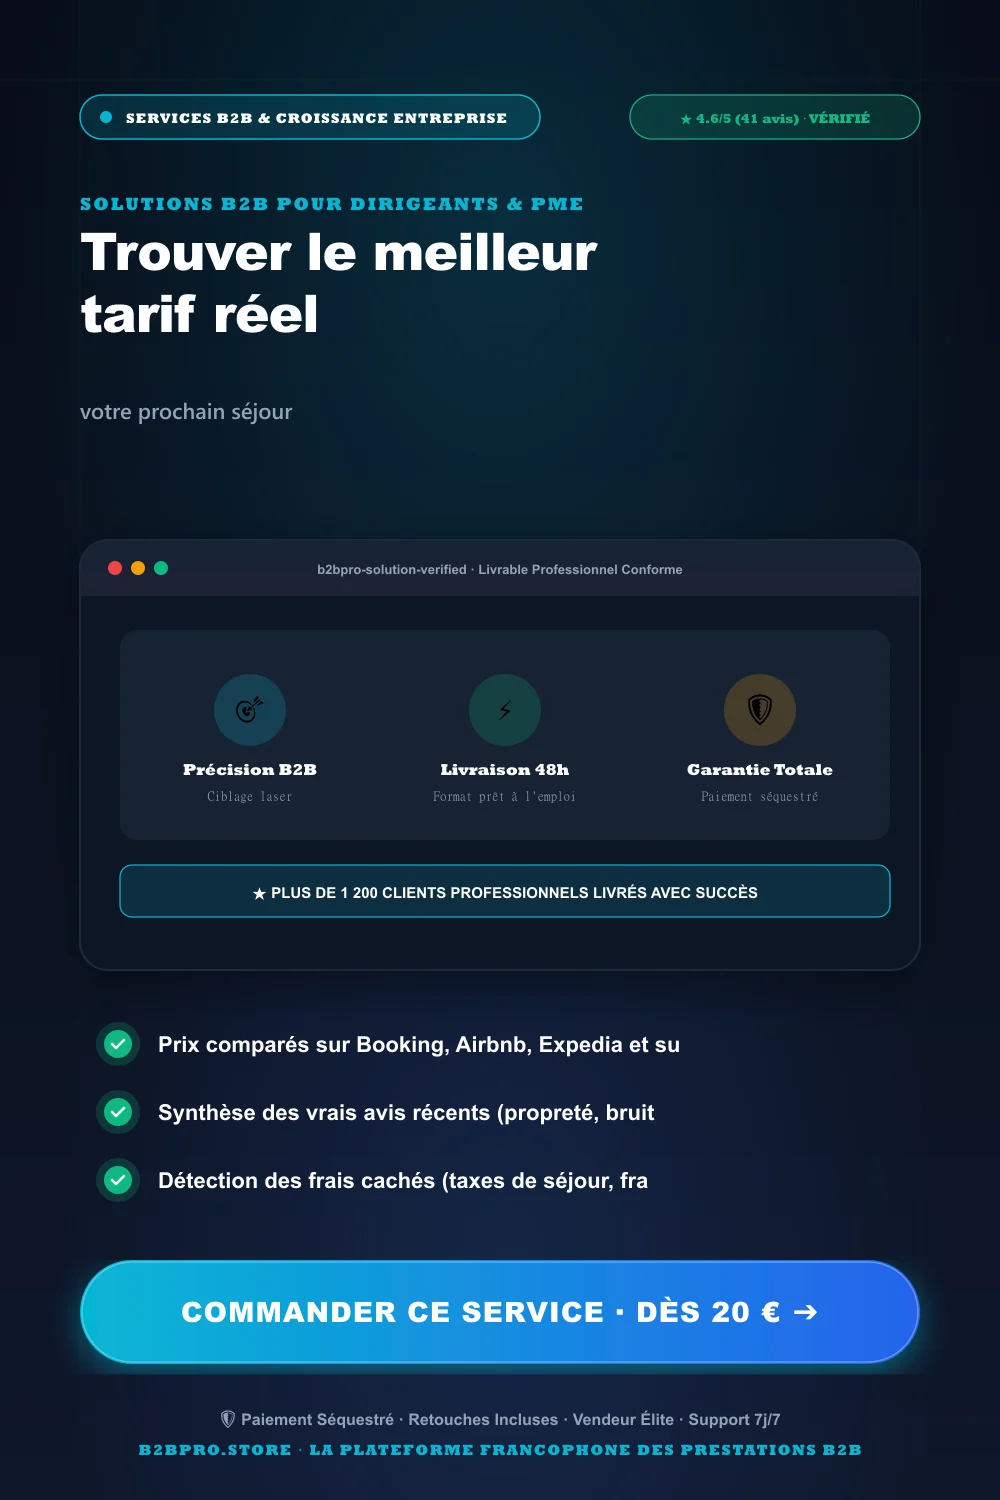 SERVICES B2B & CROISSANCE ENTREPRISE
★ 4.6/5 (41 avis) · VÉRIFIÉ
SOLUTIONS B2B POUR DIRIGEANTS & PME
Trouver le meilleur
tarif réel
votre prochain séjour
b2bpro-solution-verified · Livrable Professionnel Conforme
Précision B2B
Ciblage laser
Livraison 48h
Format prêt à l'emploi
Garantie Totale
Paiement séquestré
★ PLUS DE 1 200 CLIENTS PROFESSIONNELS LIVRÉS AVEC SUCCÈS
Prix comparés sur Booking, Airbnb, Expedia et su
Synthèse des vrais avis récents (propreté, bruit
Détection des frais cachés (taxes de séjour, fra
COMMANDER CE SERVICE · DÈS 20 € →
Paiement Séquestré · Retouches Incluses · Vendeur Élite · Support 7j/7
B2BPRO.STORE · LA PLATEFORME FRANCOPHONE DES PRESTATIONS B2B